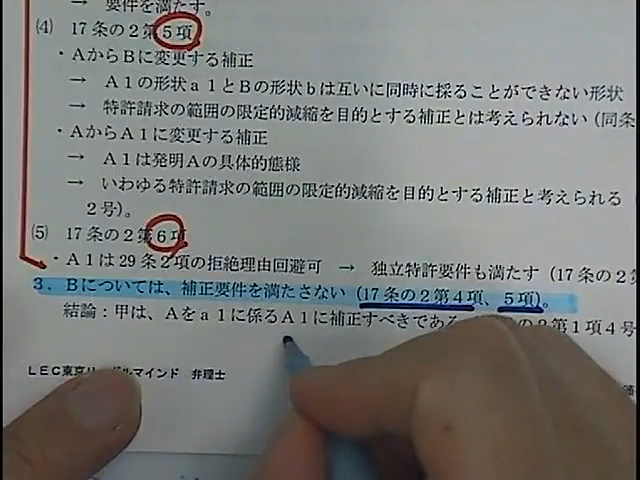 → 要件を満たす。
(4) 17条の2第5項
・AからBに変更する補正
→ A1の形状a1とBの形状bは互いに同時に採ることができない形状
→ 特許請求の範囲の限定的減縮を目的とする補正とは考えられない（同条
・AからA1に変更する補正
→ A1は発明Aの具体的態様
→ いわゆる特許請求の範囲の限定的減縮を目的とする補正と考えられる
2号）。
(5) 17条の2第6項
・A1は29条2項の拒絶理由回避可 → 独立特許要件も満たす（17条の2第
3．Bについては、補正要件を満たさない（17条の2第4項、5項）。
結論：甲は、Aをa1に係るA1に補正すべきである の2第1項4号
LEC東京リーガルマインド 弁理士